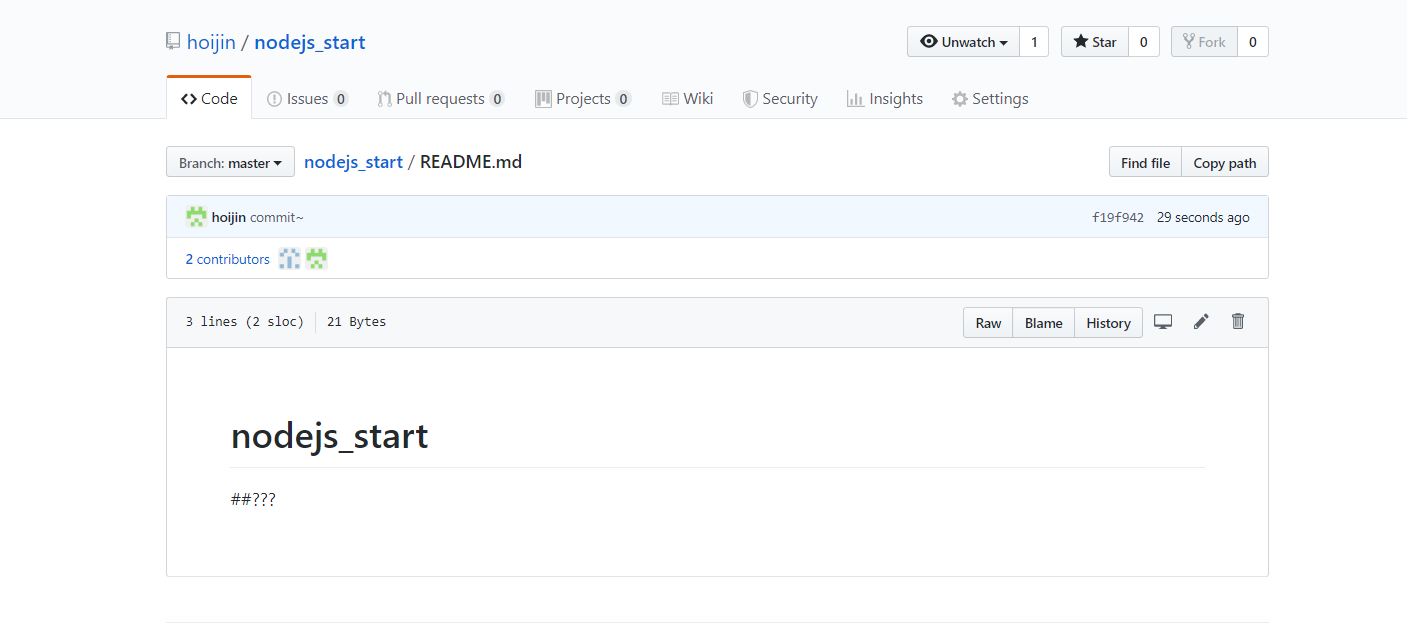 hoijin / nodejs_start
Unwatch 1 Star 0 Fork 0
Code Issues 0 Pull requests 0 Projects 0 Wiki Security Insights Settings
Branch: master nodejs_start / README.md Find file Copy path
hoijin commit~ f19f942 29 seconds ago
2 contributors
3 lines (2 sloc) 21 Bytes Raw Blame History
nodejs_start
##???